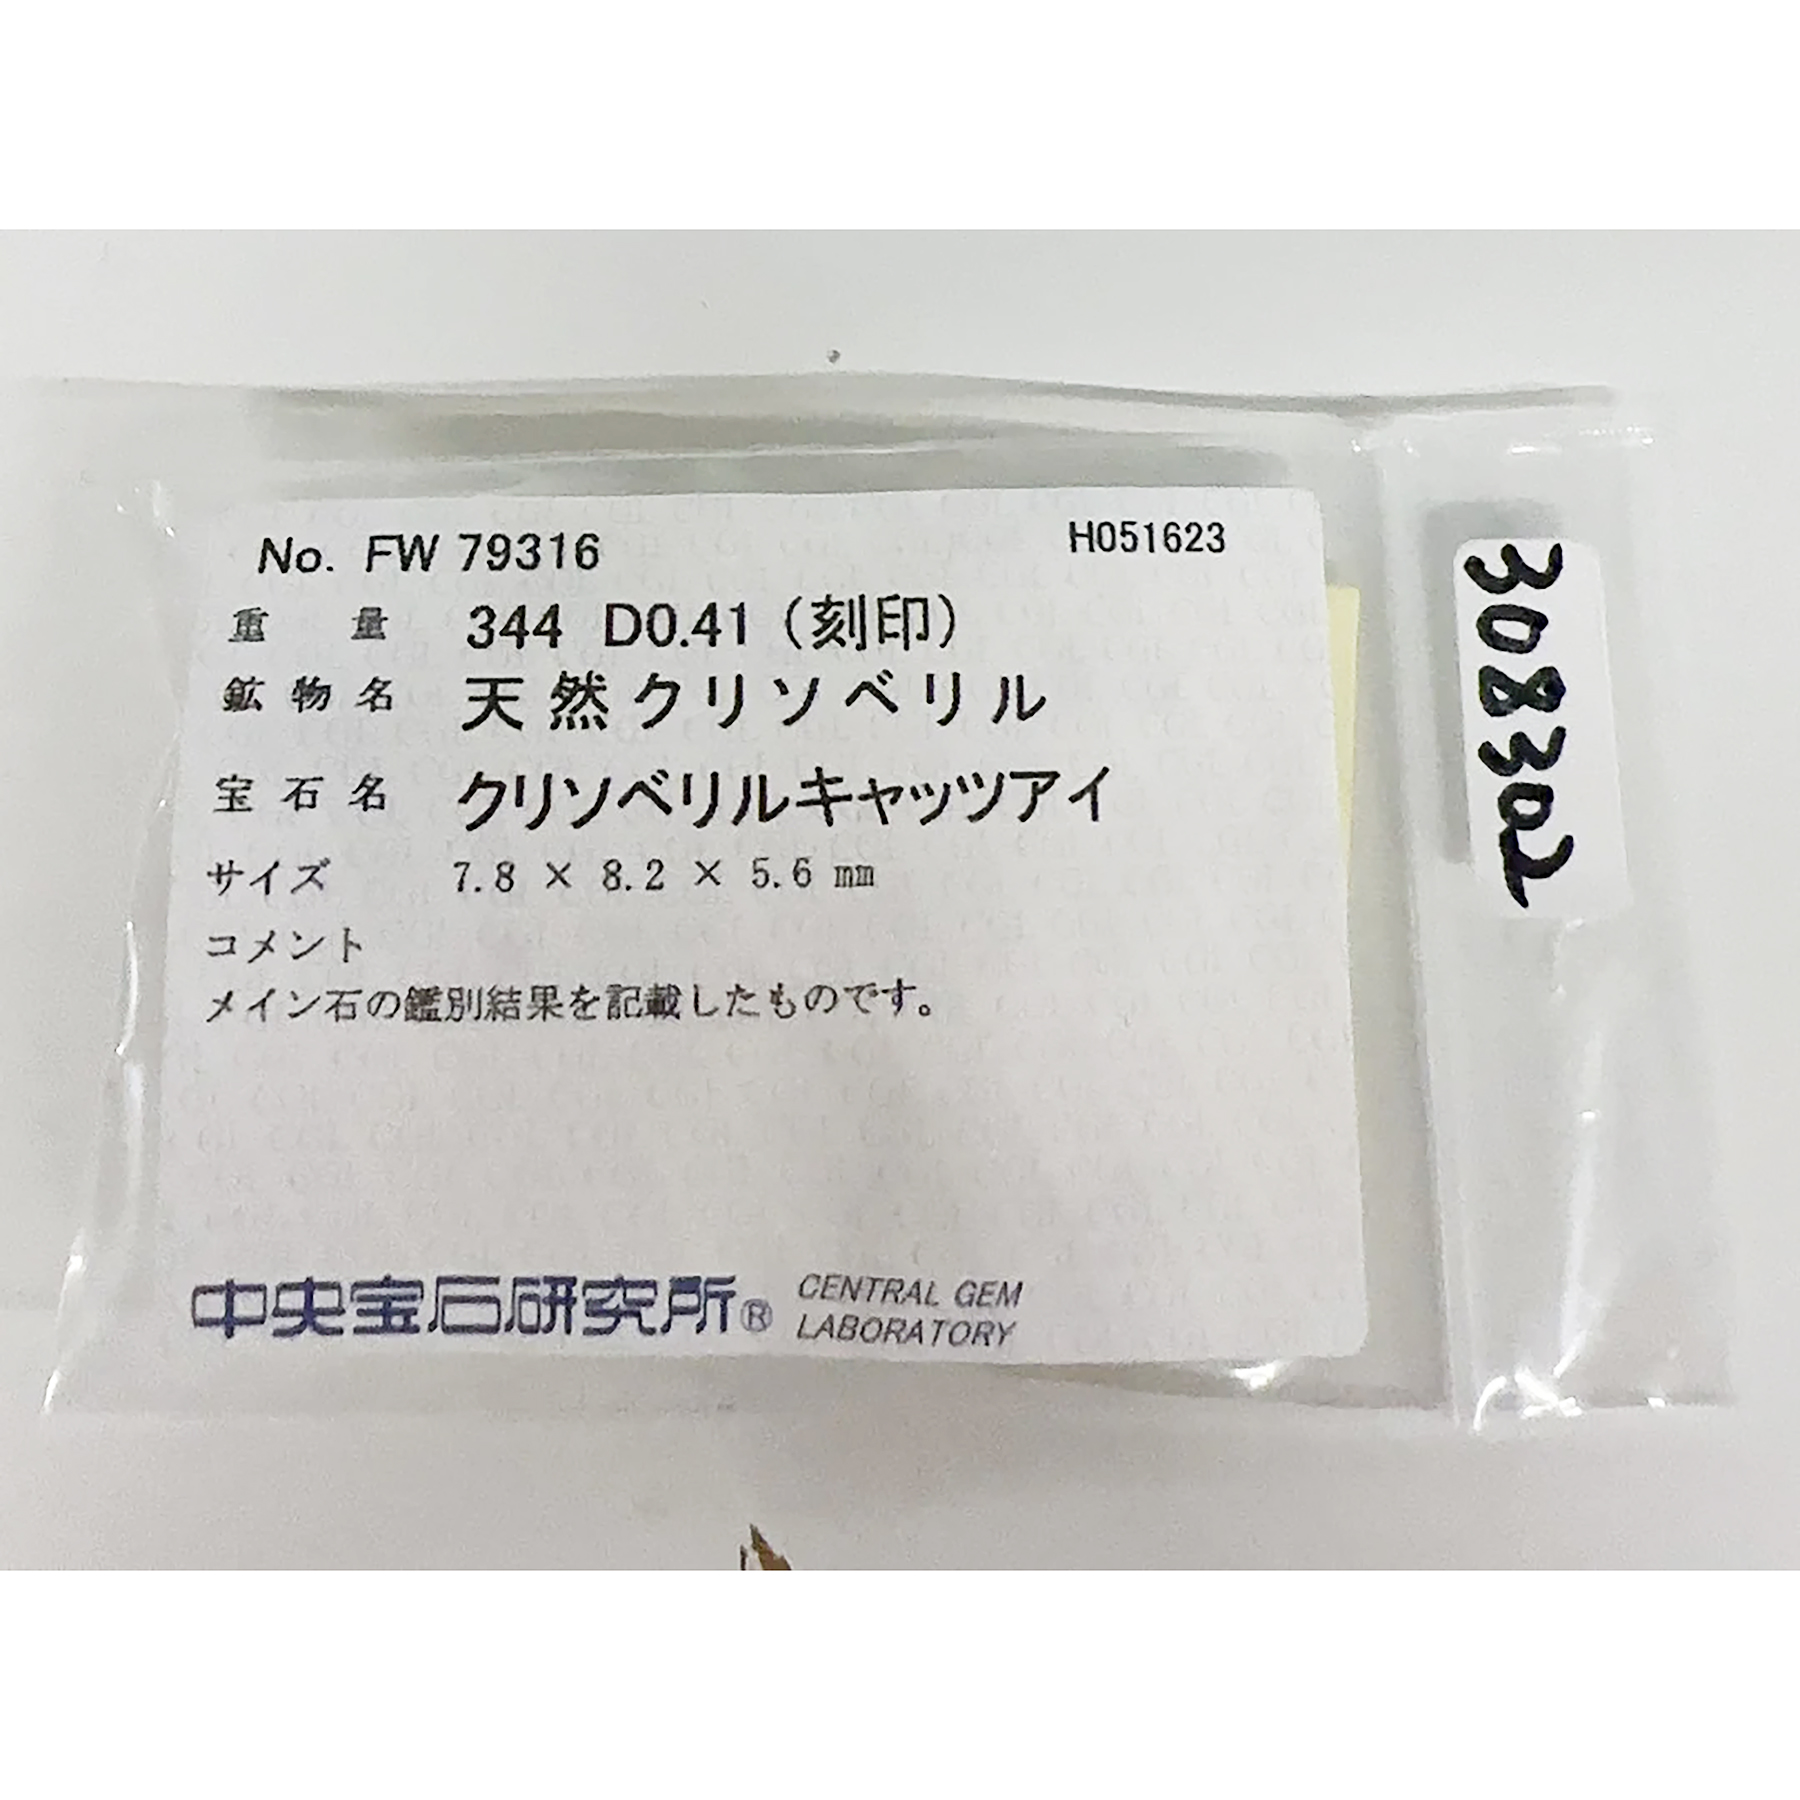 No. FW 79316
H051623
重量 344 D0.41 (刻印)
鉱物名 天然クリソベリル
宝石名 クリソベリルキャッツアイ
サイズ 7.8 × 8.2 × 5.6 mm
コメント
メイン石の鑑別結果を記載したものです。
中央宝石研究所® CENTRAL GEM
LABORATORY
308302